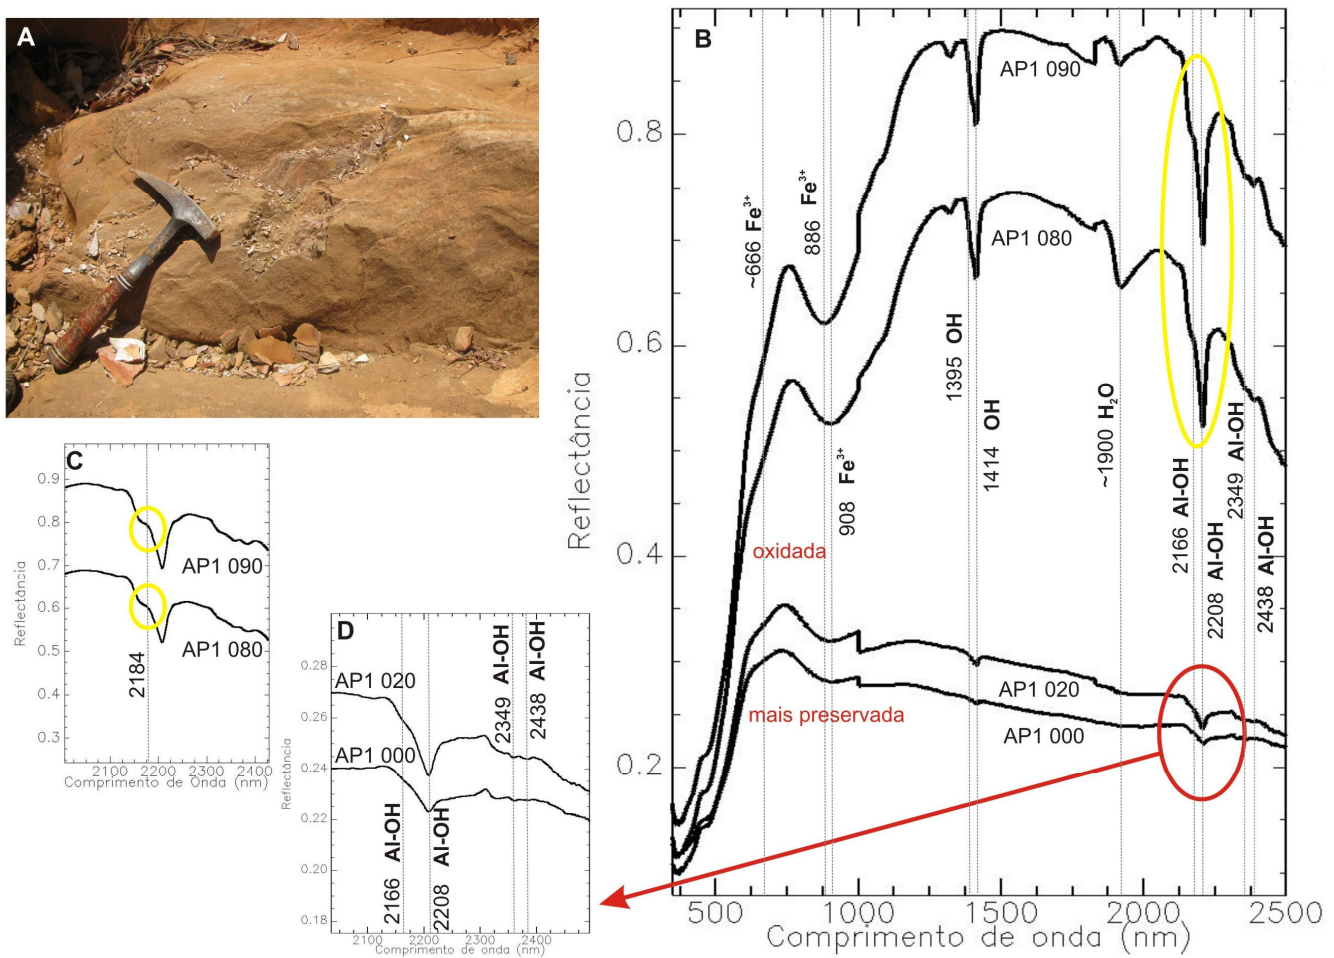 A
B
Reflectância
0.8
0.6
0.4
0.2
500
1000
1500
2000
2500
Comprimento de onda (nm)
AP1 090
AP1 080
AP1 020
AP1 000
oxidada
mais preservada
~666 Fe³⁺
886 Fe³⁺
908 Fe³⁺
1395 OH
1414 OH
~1900 H₂O
2166 Al-OH
2208 Al-OH
2349 Al-OH
2438 Al-OH
C
Reflectância
0.9
0.8
0.7
0.6
0.5
0.4
0.3
AP1 090
AP1 080
2184
2100 2200 2300 2400
Comprimento de Onda (nm)
D
Reflectância
0.28
0.26
0.24
0.22
0.20
0.18
AP1 020
AP1 000
2349 Al-OH
2438 Al-OH
2166 Al-OH
2208 Al-OH
2100 2200 2300 2400
Comprimento de onda (nm)